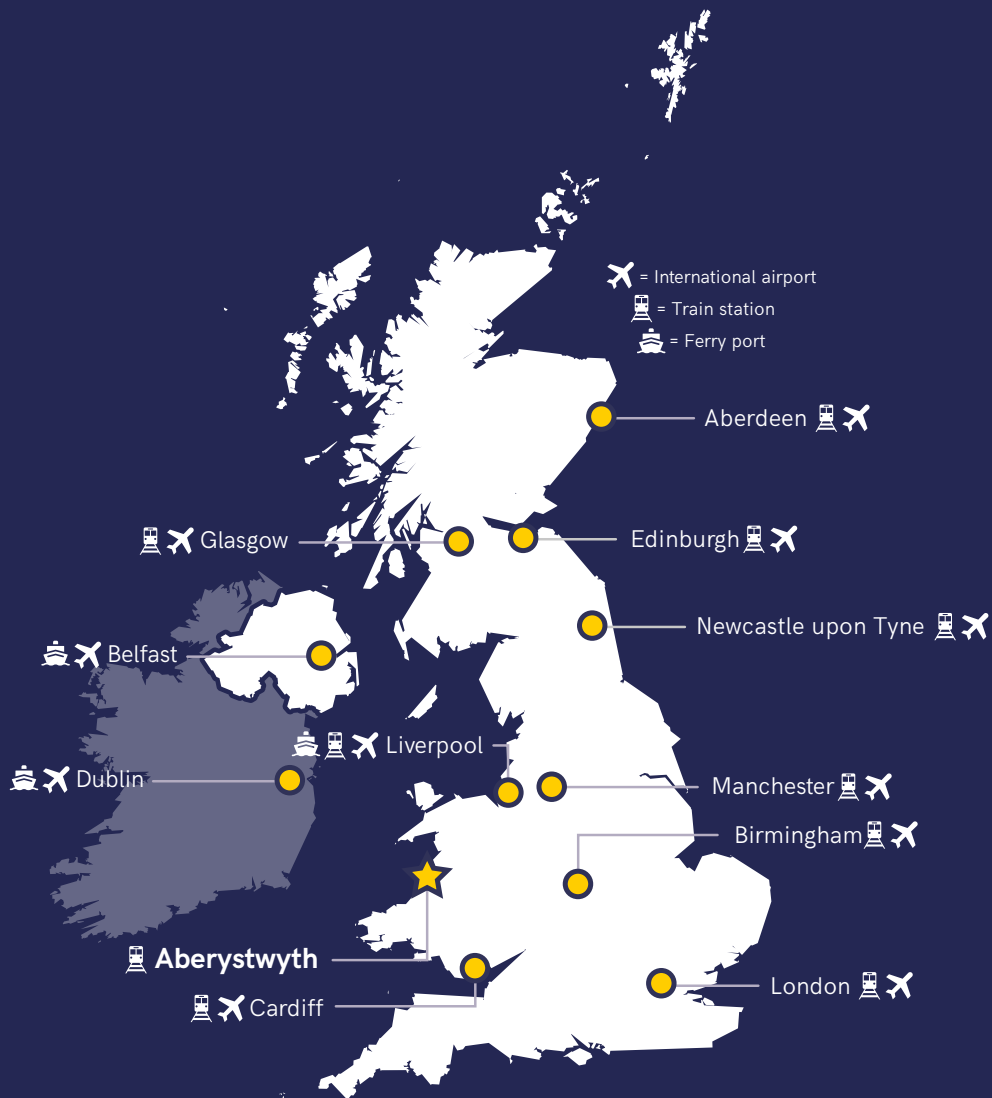 = International airport
= Train station
= Ferry port
Aberdeen
Glasgow
Edinburgh
Newcastle upon Tyne
Belfast
Liverpool
Dublin
Manchester
Birmingham
Aberystwyth
London
Cardiff